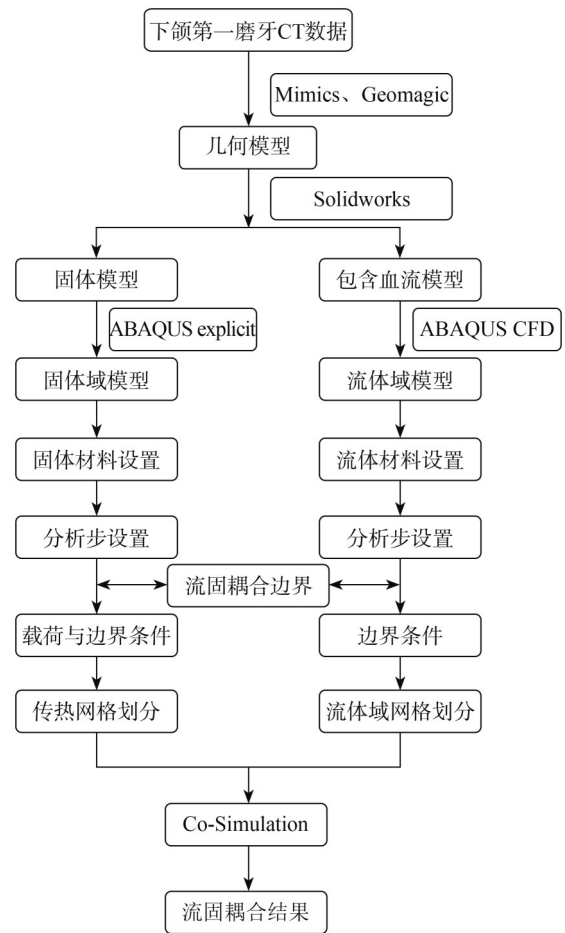 下颌第一磨牙CT数据
Mimics、Geomagic
几何模型
Solidworks
固体模型
包含血流模型
ABAQUS explicit
ABAQUS CFD
固体域模型
流体域模型
固体材料设置
流体材料设置
分析步设置
分析步设置
流固耦合边界
载荷与边界条件
边界条件
传热网格划分
流体域网格划分
Co-Simulation
流固耦合结果